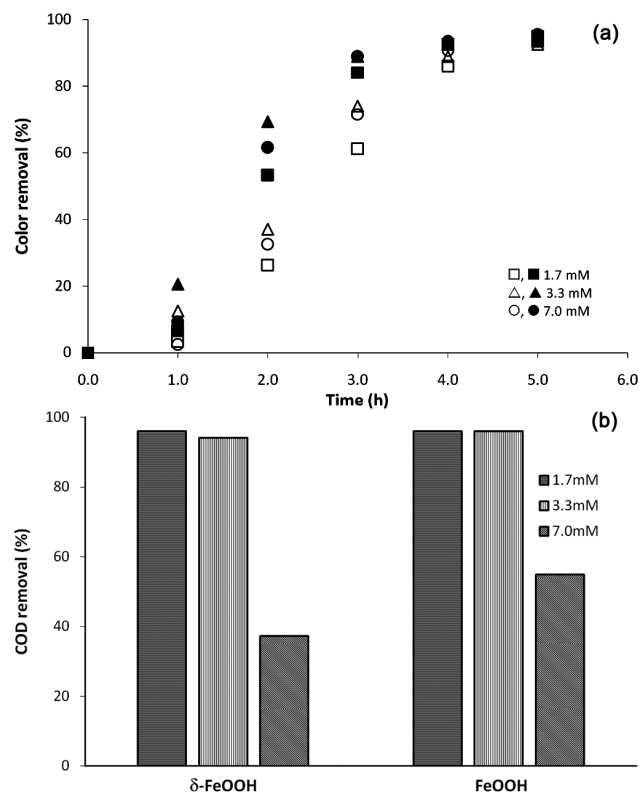 (a)
100
80
60
40
20
0
Color removal (%)
□, ■ 1.7 mM
△, ▲ 3.3 mM
○, ● 7.0 mM
0.0 1.0 2.0 3.0 4.0 5.0 6.0
Time (h)
(b)
100
80
60
40
20
0
COD removal (%)
1.7mM
3.3mM
7.0mM
δ-FeOOH FeOOH